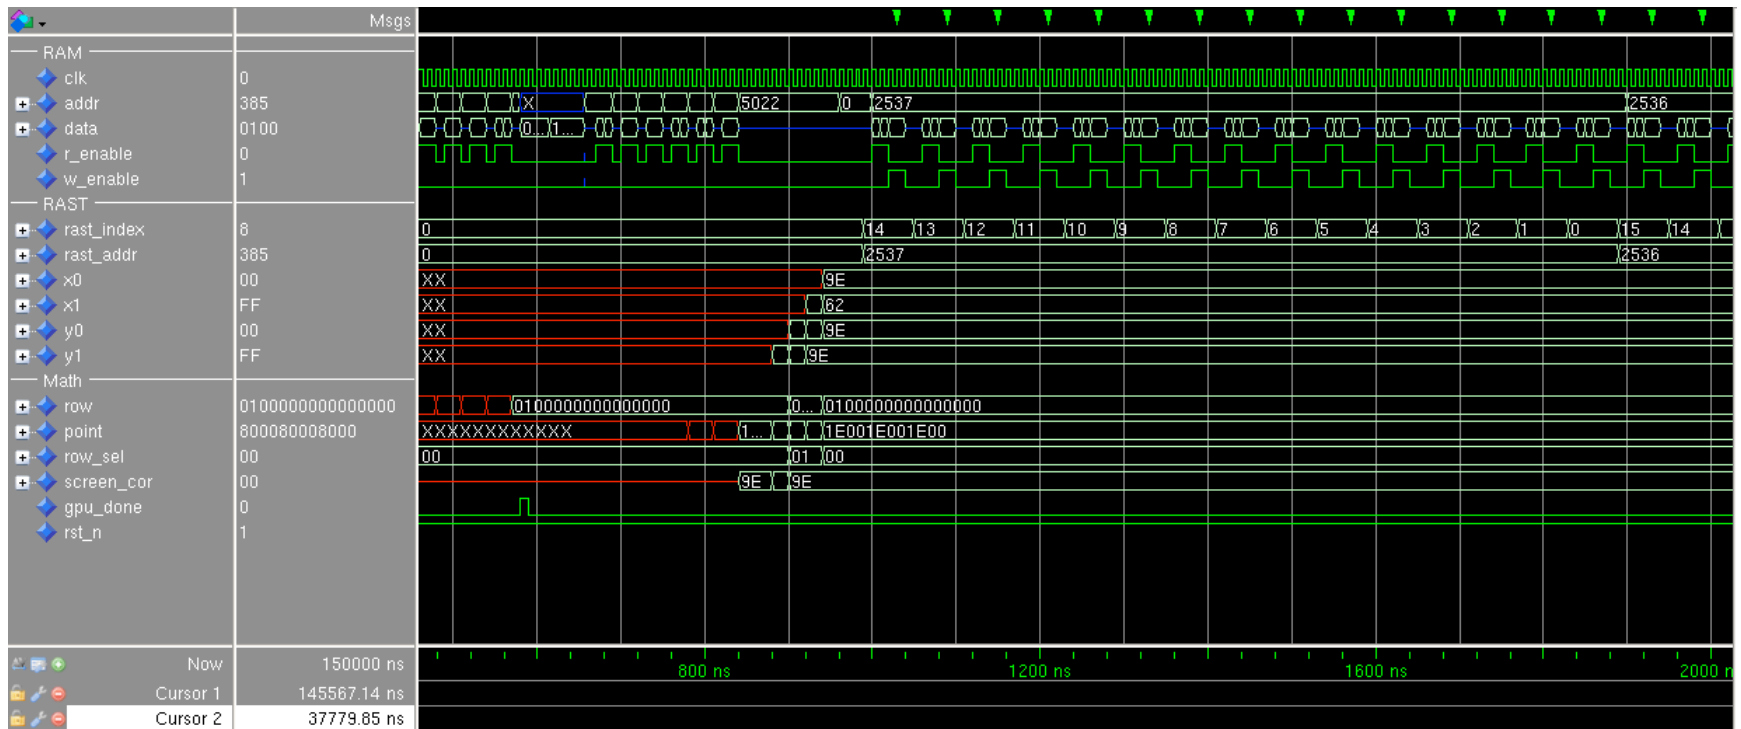 Msgs
RAM
clk 0
addr 385 X 5022 0 2537 2536
data 0100 0... 1...
r_enable 0
w_enable 1
RAST
rast_index 8 0 14 13 12 11 10 9 8 7 6 5 4 3 2 1 0 15 14
rast_addr 385 0 2537 2536
x0 00 XX 9E
x1 FF XX 62
y0 00 XX 9E
y1 FF XX 9E
Math
row 0100000000000000 0100000000000000 0... 0100000000000000
point 800080008000 XXXXXXXXXXXX 1... 1E001E001E00
row_sel 00 00 01 00
screen_cor 00 9E 9E
gpu_done 0
rst_n 1
Now 150000 ns 800 ns 1200 ns 1600 ns 2000 n
Cursor 1 145567.14 ns
Cursor 2 37779.85 ns